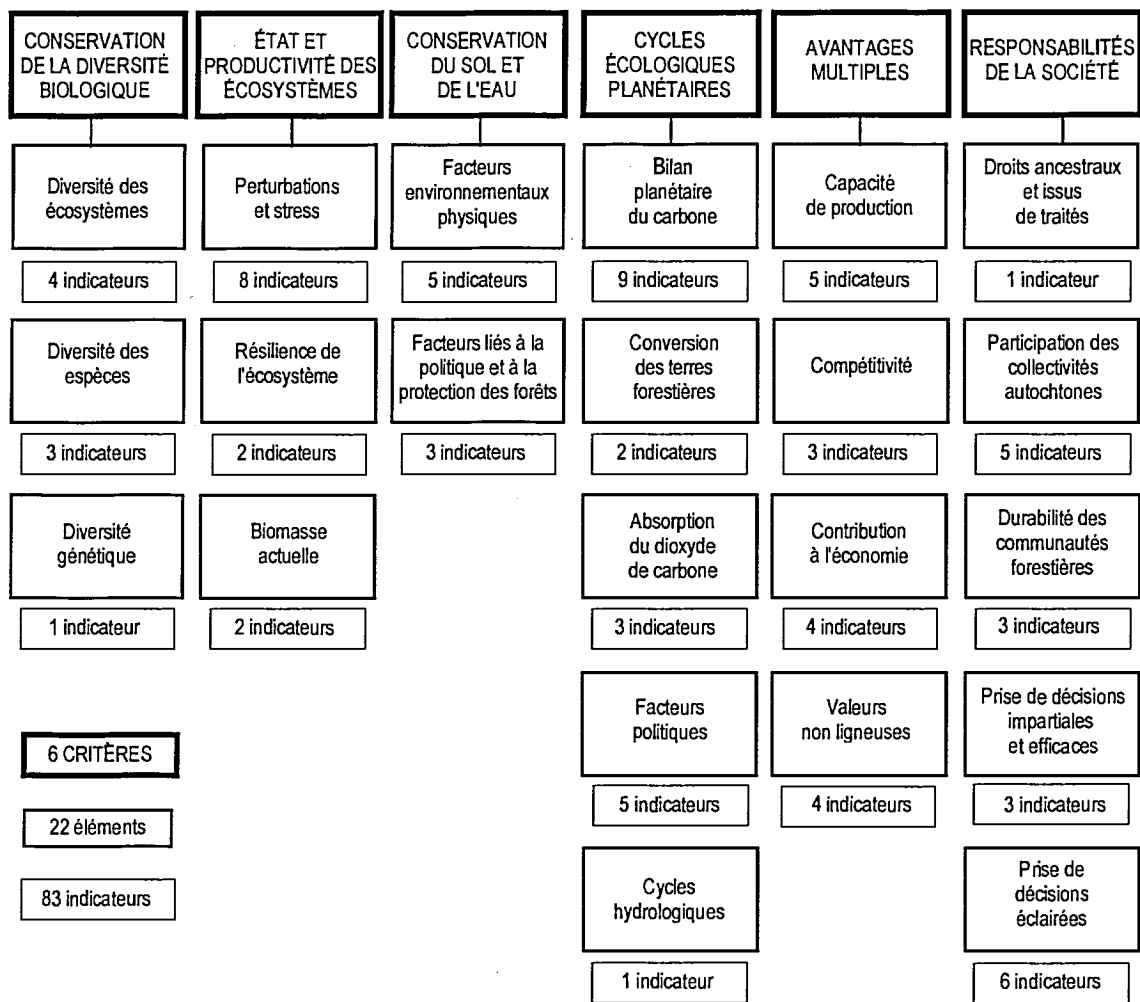 CONSERVATION
DE LA DIVERSITÉ
BIOLOGIQUE
Diversité des
écosystèmes
4 indicateurs
Diversité des
espèces
3 indicateurs
Diversité
génétique
1 indicateur
6 CRITÈRES
22 éléments
83 indicateurs
ÉTAT ET
PRODUCTIVITÉ DES
ÉCOSYSTÈMES
Perturbations
et stress
8 indicateurs
Résilience de
l'écosystème
2 indicateurs
Biomasse
actuelle
2 indicateurs
CONSERVATION
DU SOL ET
DE L'EAU
Facteurs
environnementaux
physiques
5 indicateurs
Facteurs liés à la
politique et à la
protection des forêts
3 indicateurs
CYCLES
ÉCOLOGIQUES
PLANÉTAIRES
Bilan
planétaire
du carbone
9 indicateurs
Conversion
des terres
forestières
2 indicateurs
Absorption
du dioxyde
de carbone
3 indicateurs
Facteurs
politiques
5 indicateurs
Cycles
hydrologiques
1 indicateur
AVANTAGES
MULTIPLES
Capacité
de production
5 indicateurs
Compétitivité
3 indicateurs
Contribution
à l'économie
4 indicateurs
Valeurs
non ligneuses
4 indicateurs
RESPONSABILITÉS
DE LA SOCIÉTÉ
Droits ancestraux
et issus
de traités
1 indicateur
Participation des
collectivités
autochtones
5 indicateurs
Durabilité des
communautés
forestières
3 indicateurs
Prise de décisions
impartiales
et efficaces
3 indicateurs
Prise de
décisions
éclairées
6 indicateurs